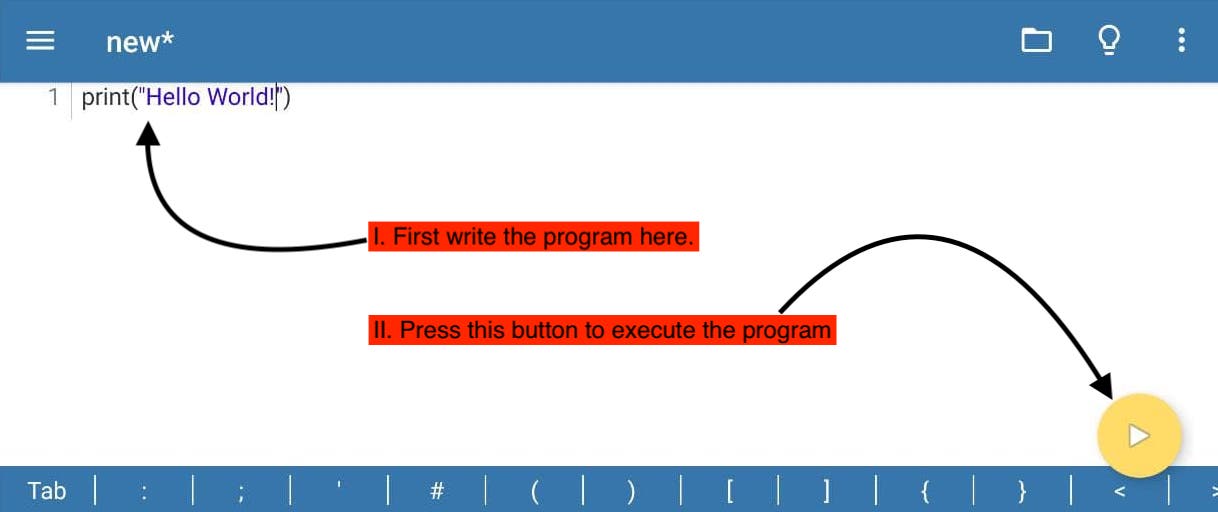 new*
1 print("Hello World!")
I. First write the program here.
II. Press this button to execute the program
Tab : ; ' # ( ) [ ] { } < >